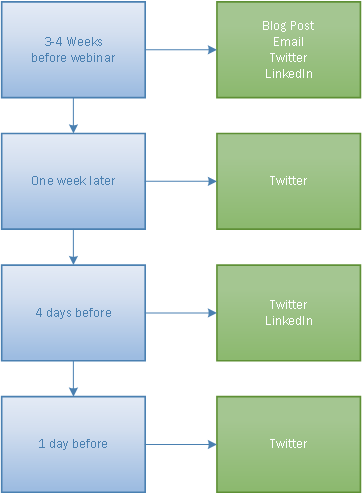 3-4 Weeks
before webinar
Blog Post
Email
Twitter
LinkedIn
One week later
Twitter
4 days before
Twitter
LinkedIn
1 day before
Twitter